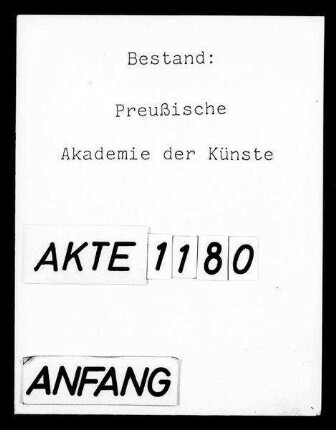 Bestand:
Preußische
Akademie der Künste
AKTE 1180
ANFANG